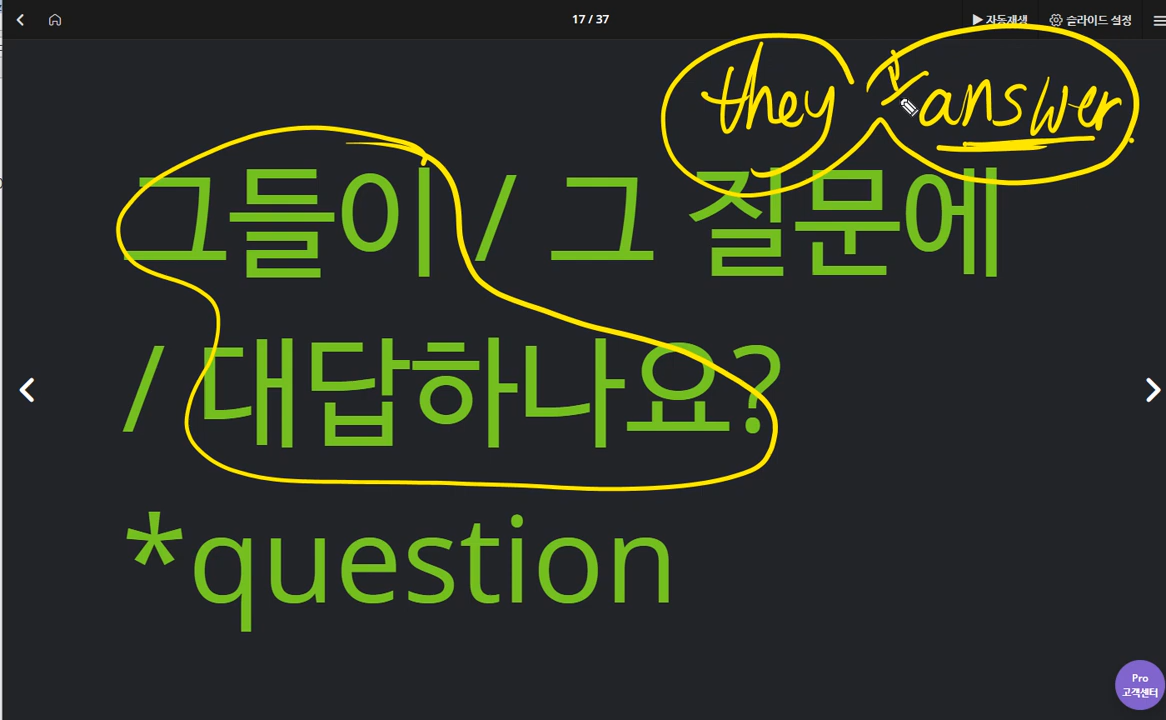 17 / 37
▶ 자동재생
슬라이드 설정
they answer
그들이 / 그 질문에
/ 대답하나요?
*question
Pro
고객센터